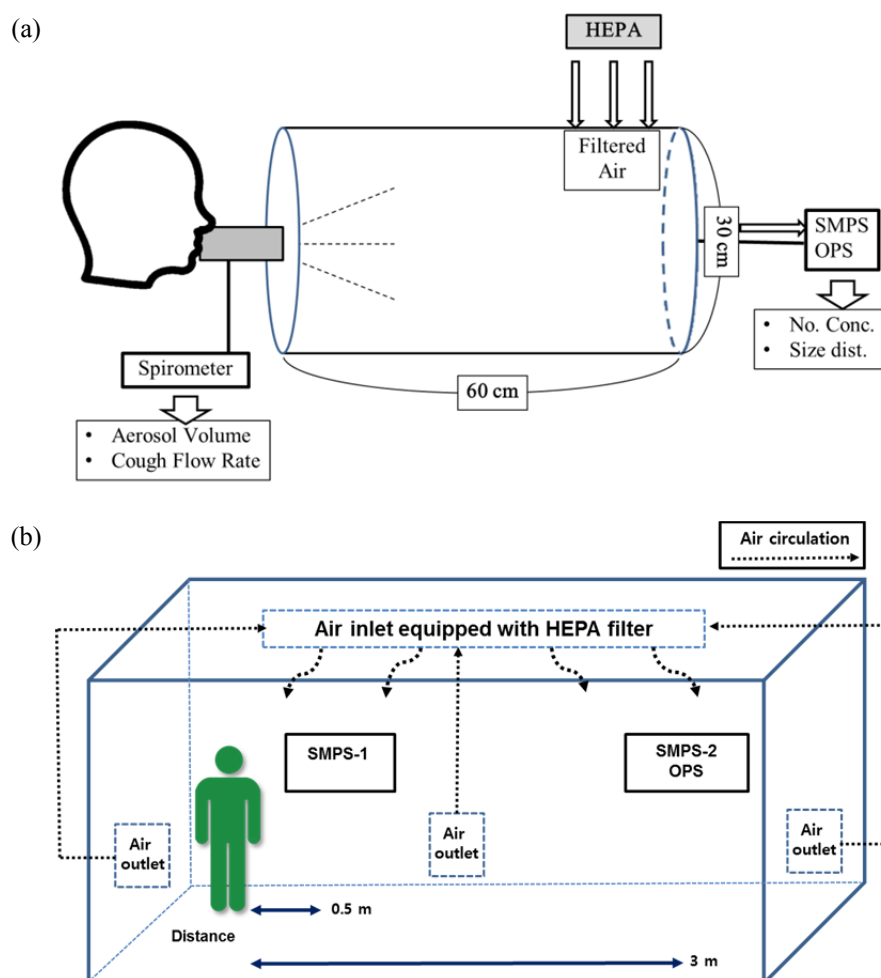 (a)
HEPA
Filtered
Air
30 cm
SMPS
OPS
• No. Conc.
• Size dist.
60 cm
Spirometer
• Aerosol Volume
• Cough Flow Rate
(b)
Air circulation
Air inlet equipped with HEPA filter
SMPS-1
SMPS-2
OPS
Air
outlet
Air
outlet
Air
outlet
0.5 m
Distance
3 m